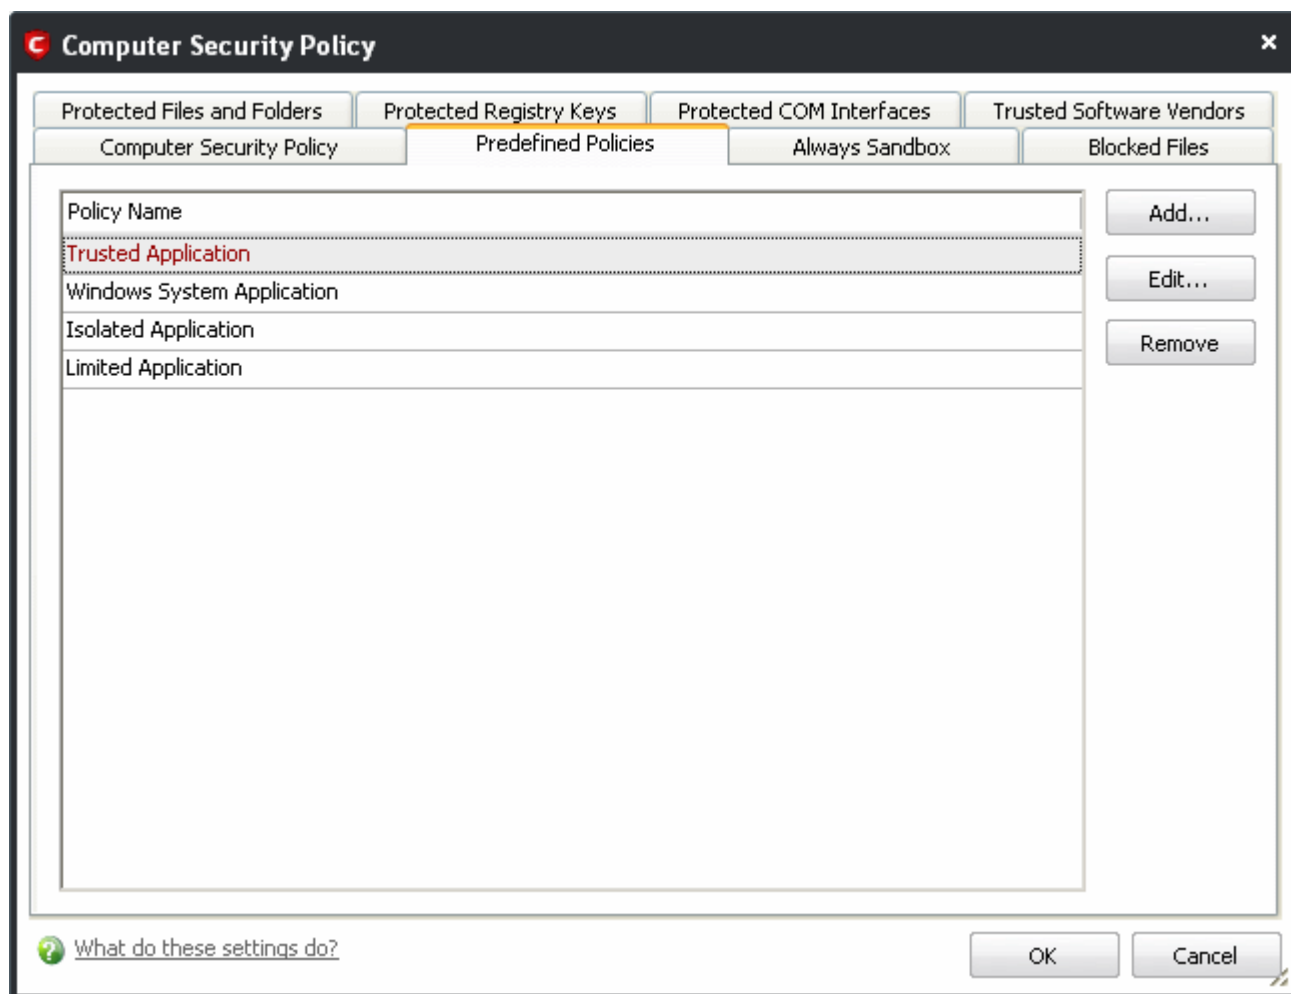 Computer Security Policy
Protected Files and Folders Protected Registry Keys Protected COM Interfaces Trusted Software Vendors
Computer Security Policy Predefined Policies Always Sandbox Blocked Files
Policy Name
Trusted Application
Windows System Application
Isolated Application
Limited Application
Add...
Edit...
Remove
What do these settings do?
OK Cancel